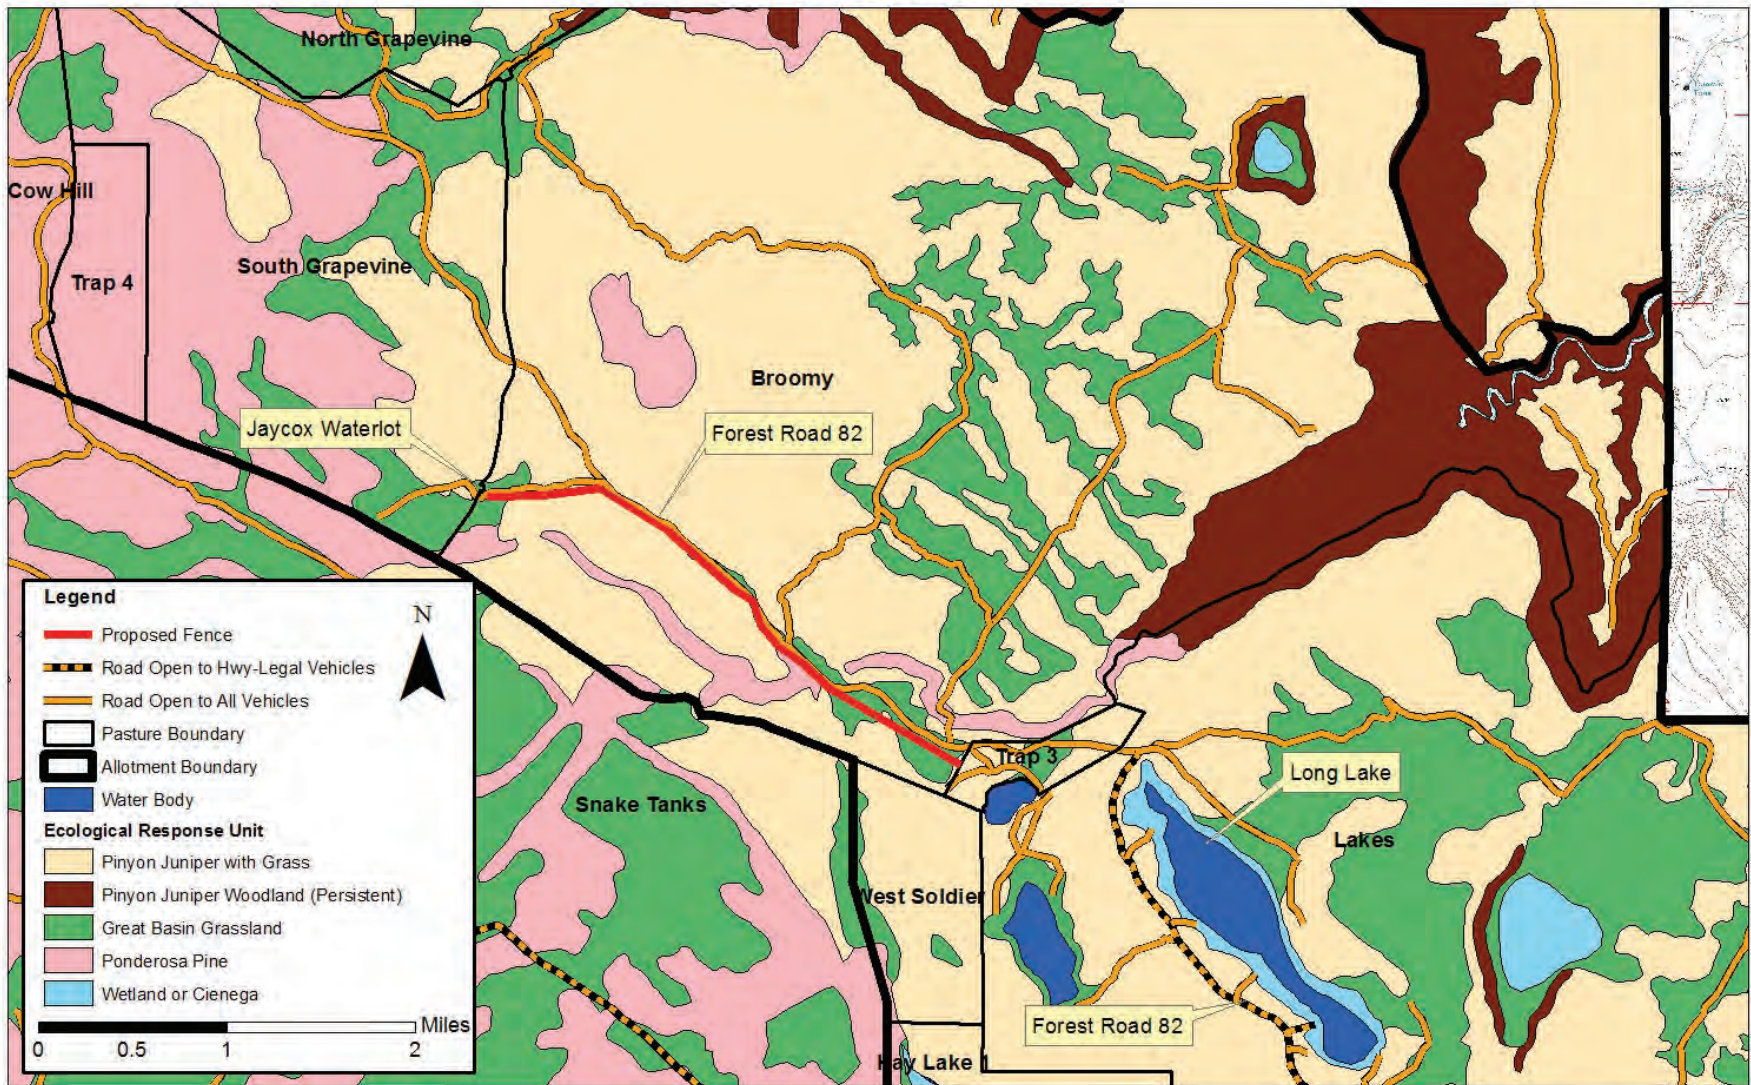 North Grapevine
Cow Hill
Trap 4
South Grapevine
Broomy
Jaycox Waterlot
Forest Road 82
Trap 3
Long Lake
Snake Tanks
Lakes
West Soldier
Forest Road 82
Hay Lake 1
Legend
N
Proposed Fence
Road Open to Hwy-Legal Vehicles
Road Open to All Vehicles
Pasture Boundary
Allotment Boundary
Water Body
Ecological Response Unit
Pinyon Juniper with Grass
Pinyon Juniper Woodland (Persistent)
Great Basin Grassland
Ponderosa Pine
Wetland or Cienega
Miles
0 0.5 1 2